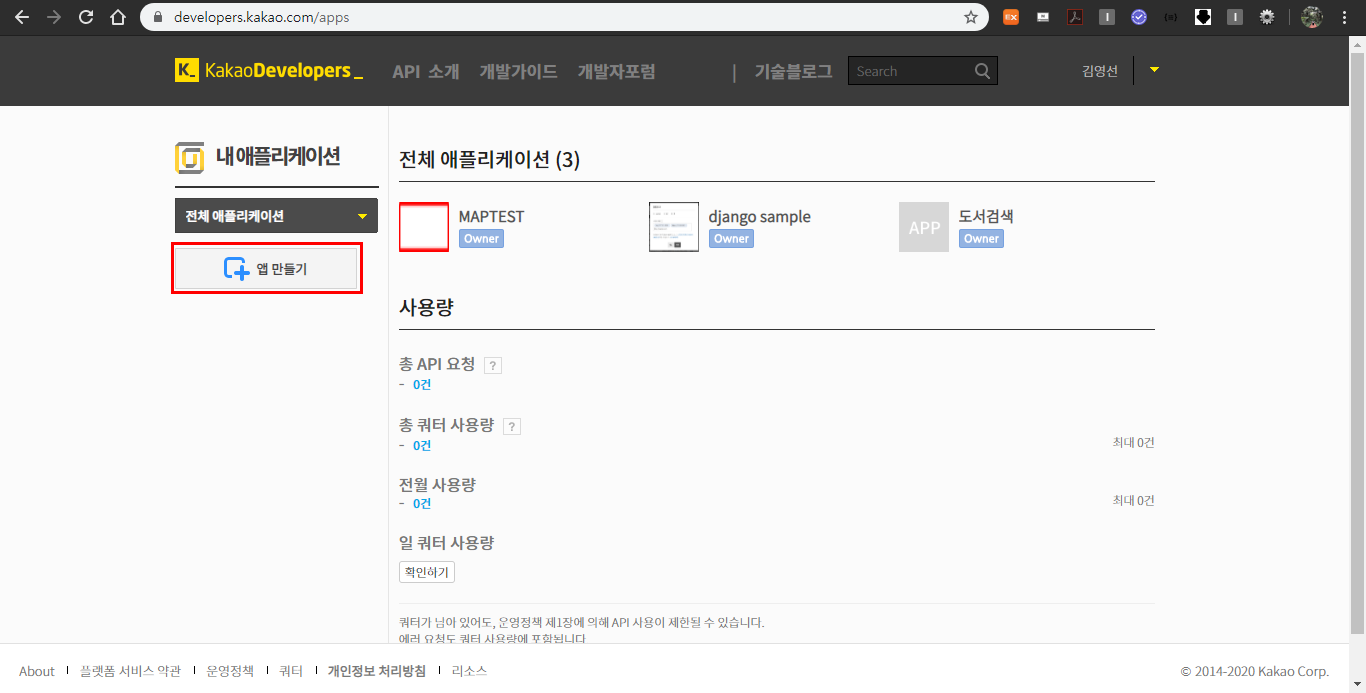 developers.kakao.com/apps
K. KakaoDevelopers_
API 소개 개발가이드 개발자포럼 | 기술블로그 Search 김영선
내 애플리케이션
전체 애플리케이션
앱 만들기
전체 애플리케이션 (3)
MAPTEST
Owner
django sample
Owner
APP
도서검색
Owner
사용량
총 API 요청 ?
- 0건
총 쿼터 사용량 ?
- 0건 최대 0건
전월 사용량
- 0건 최대 0건
일 쿼터 사용량
확인하기
쿼터가 남아 있어도, 운영정책 제1장에 의해 API 사용이 제한될 수 있습니다.
에러 요청도 쿼터 사용량에 포함됩니다
About | 플랫폼 서비스 약관 | 운영정책 | 쿼터 | 개인정보 처리방침 | 리소스 © 2014-2020 Kakao Corp.